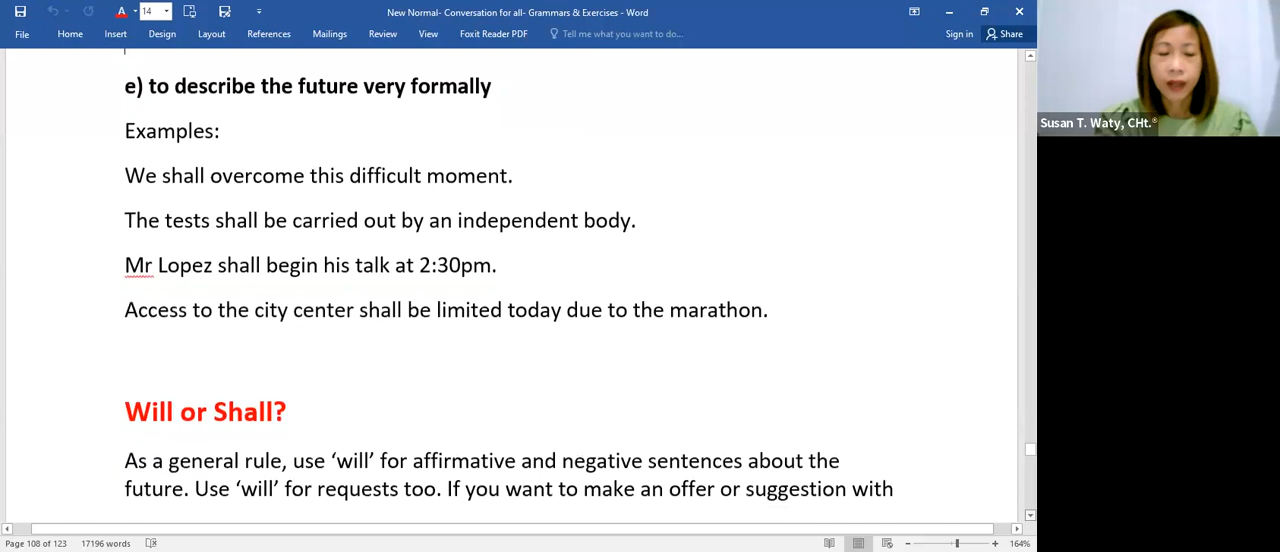 14
New Normal- Conversation for all- Grammars & Exercises - Word
File Home Insert Design Layout References Mailings Review View Foxit Reader PDF Tell me what you want to do... Sign in Share
e) to describe the future very formally
Examples:
We shall overcome this difficult moment.
The tests shall be carried out by an independent body.
Mr Lopez shall begin his talk at 2:30pm.
Access to the city center shall be limited today due to the marathon.
Will or Shall?
As a general rule, use ‘will’ for affirmative and negative sentences about the
future. Use ‘will’ for requests too. If you want to make an offer or suggestion with
Page 108 of 123 17196 words 164%
Susan T. Waty, CHt.®